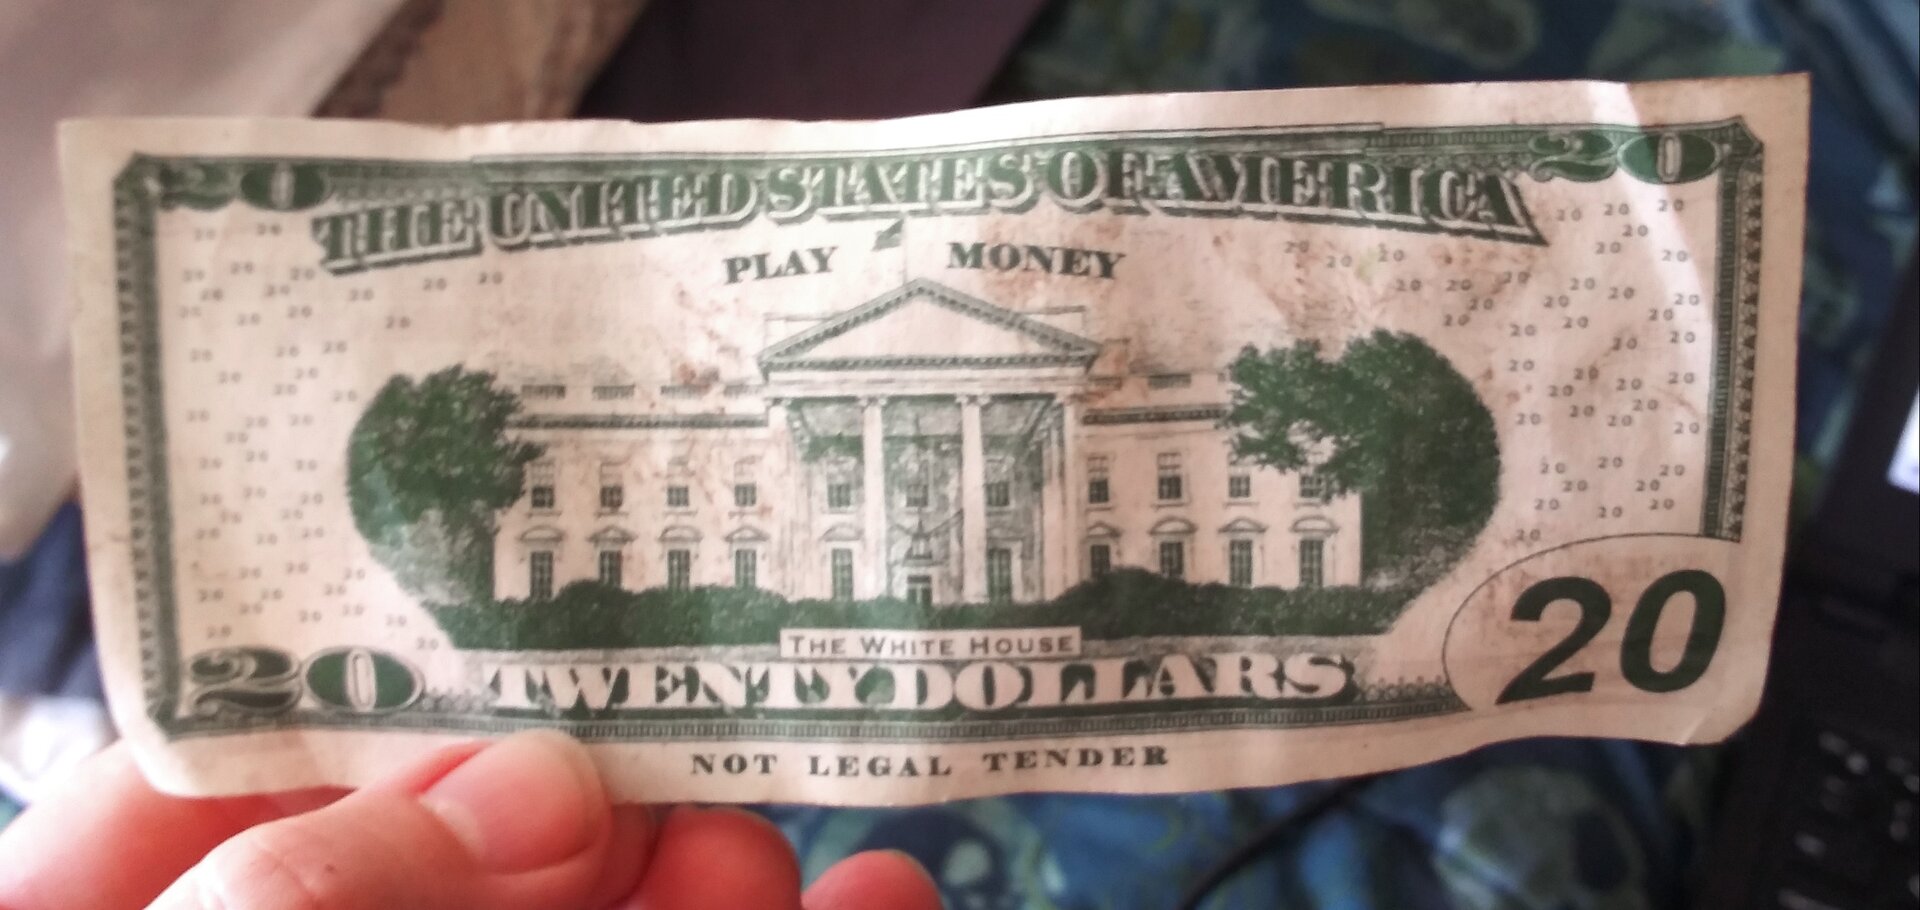 20 20
THE UNITED STATES OF AMERICA
PLAY MONEY
THE WHITE HOUSE
20 TWENTY DOLLARS 20
NOT LEGAL TENDER